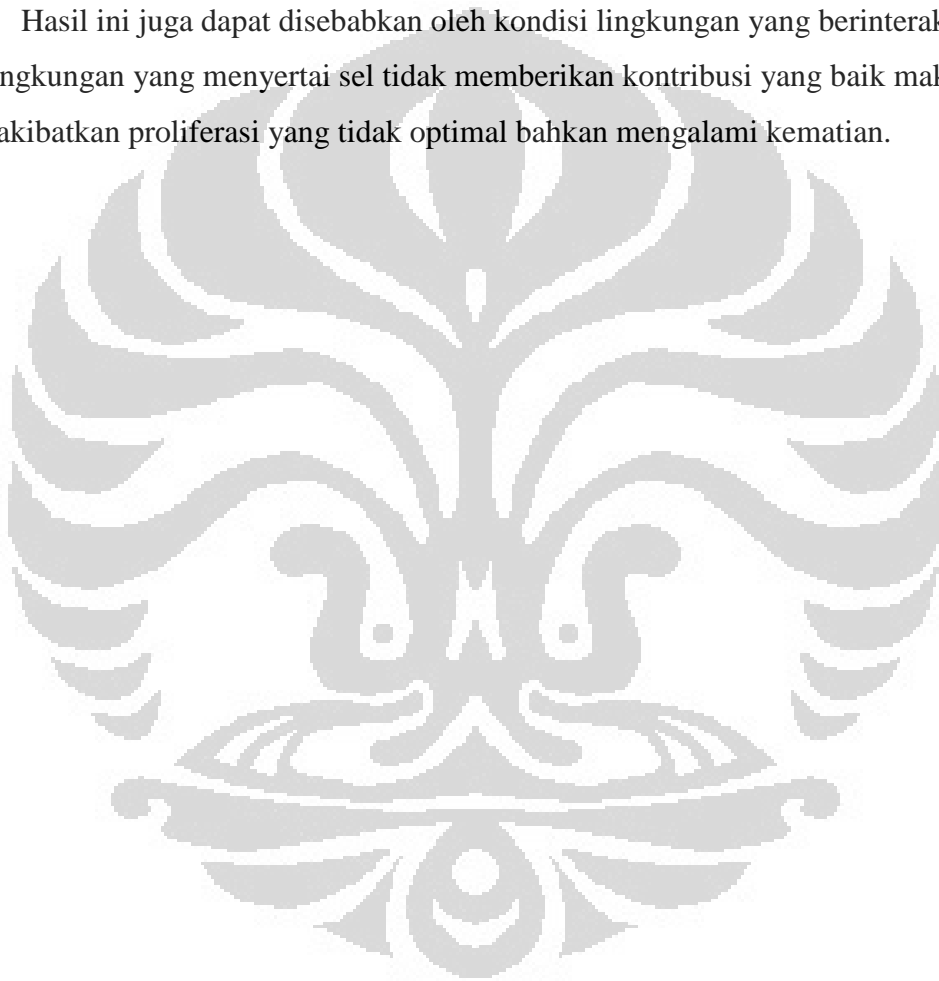 Hasil ini juga dapat disebabkan oleh kondisi lingkungan yang berinterak
ngkungan yang menyertai sel tidak memberikan kontribusi yang baik mak
akibatkan proliferasi yang tidak optimal bahkan mengalami kematian.